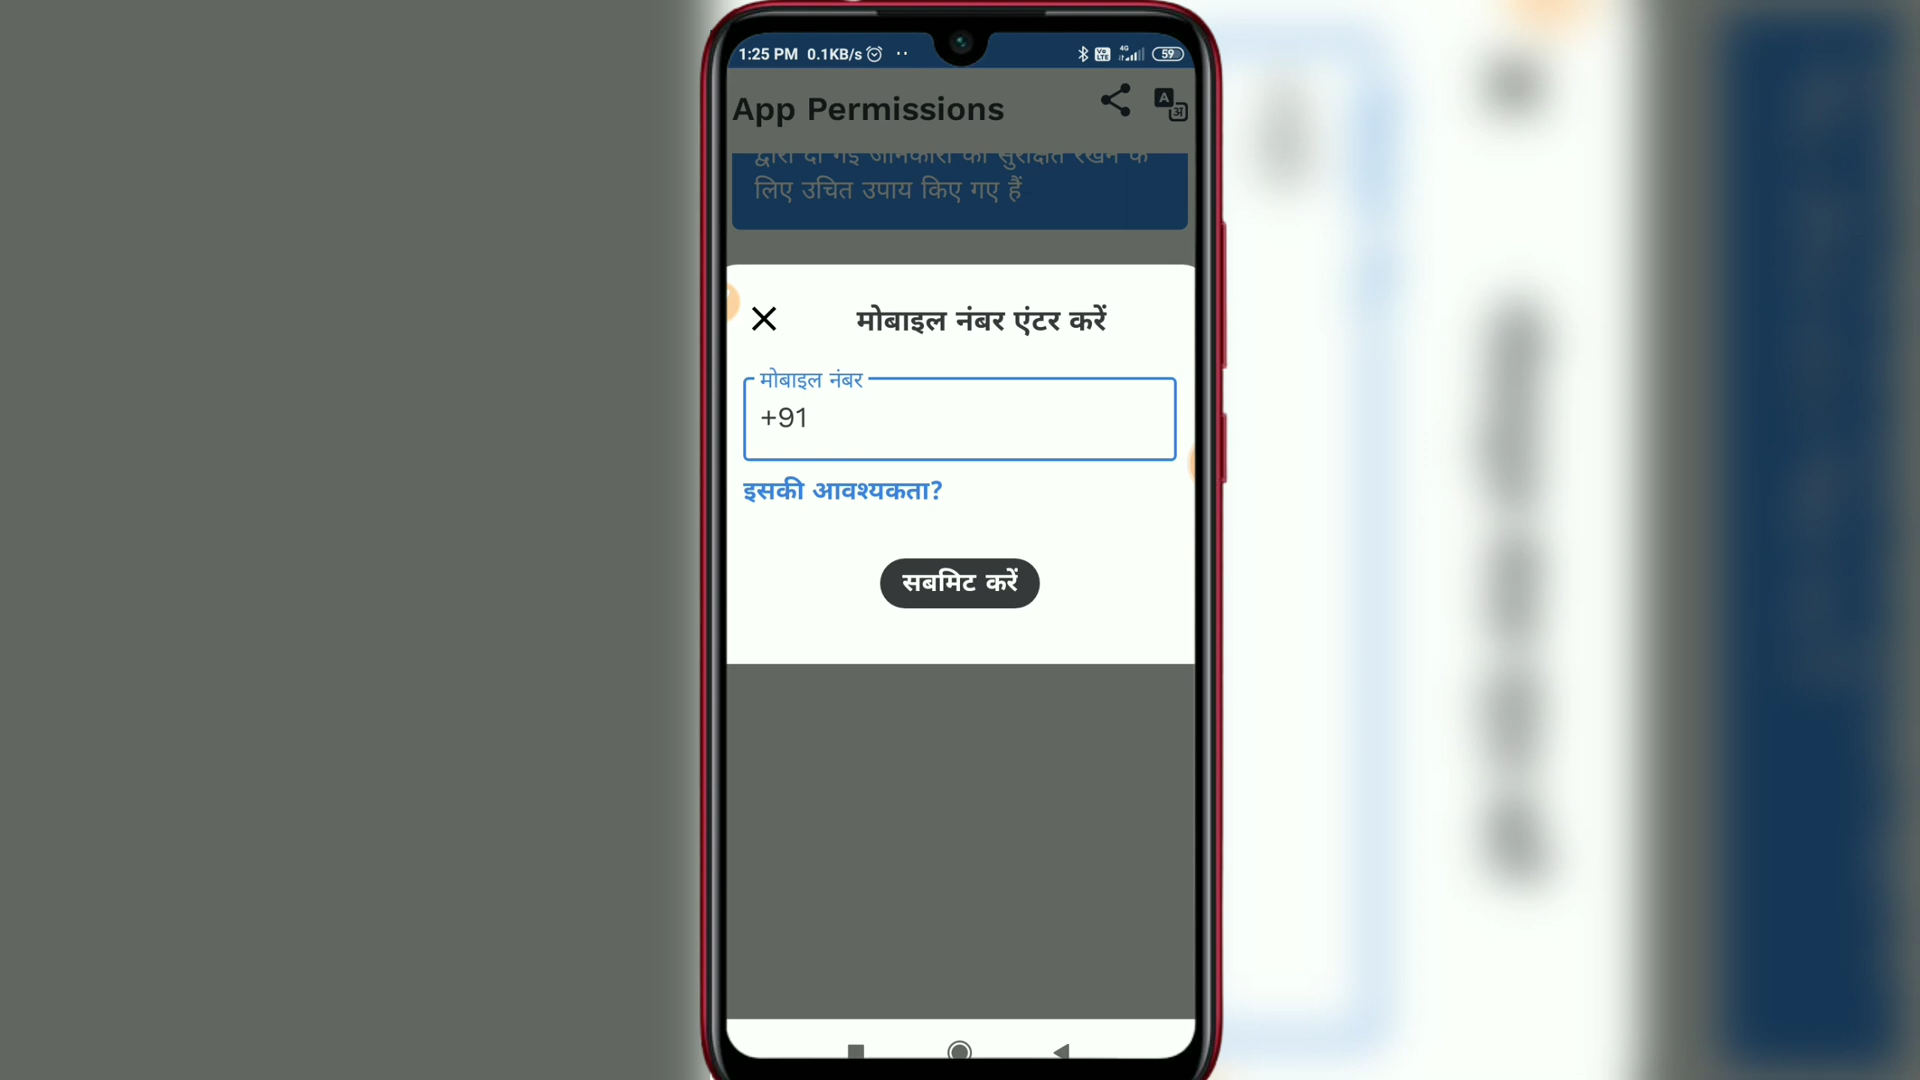 1:25 PM 0.1KB/s
59
App Permissions
द्वारा दी गई जानकारी को सुरक्षित रखने के
लिए उचित उपाय किए गए हैं
मोबाइल नंबर एंटर करें
मोबाइल नंबर
+91
इसकी आवश्यकता?
सबमिट करें